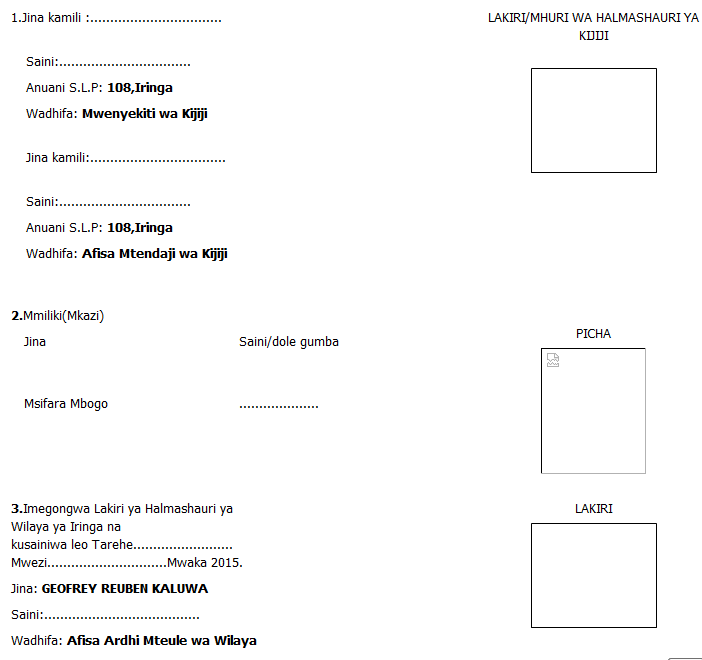 1.Jina kamili :.................................
LAKIRI/MHURI WA HALMASHAURI YA
KIJIJI
Saini:.................................
Anuani S.L.P: 108,Iringa
Wadhifa: Mwenyekiti wa Kijiji
Jina kamili:..................................
Saini:.................................
Anuani S.L.P: 108,Iringa
Wadhifa: Afisa Mtendaji wa Kijiji
2.Mmiliki(Mkazi)
PICHA
Jina Saini/dole gumba
Msifara Mbogo ....................
3.Imegongwa Lakiri ya Halmashauri ya
LAKIRI
Wilaya ya Iringa na
kusainiwa leo Tarehe.........................
Mwezi..............................Mwaka 2015.
Jina: GEOFREY REUBEN KALUWA
Saini:.......................................
Wadhifa: Afisa Ardhi Mteule wa Wilaya